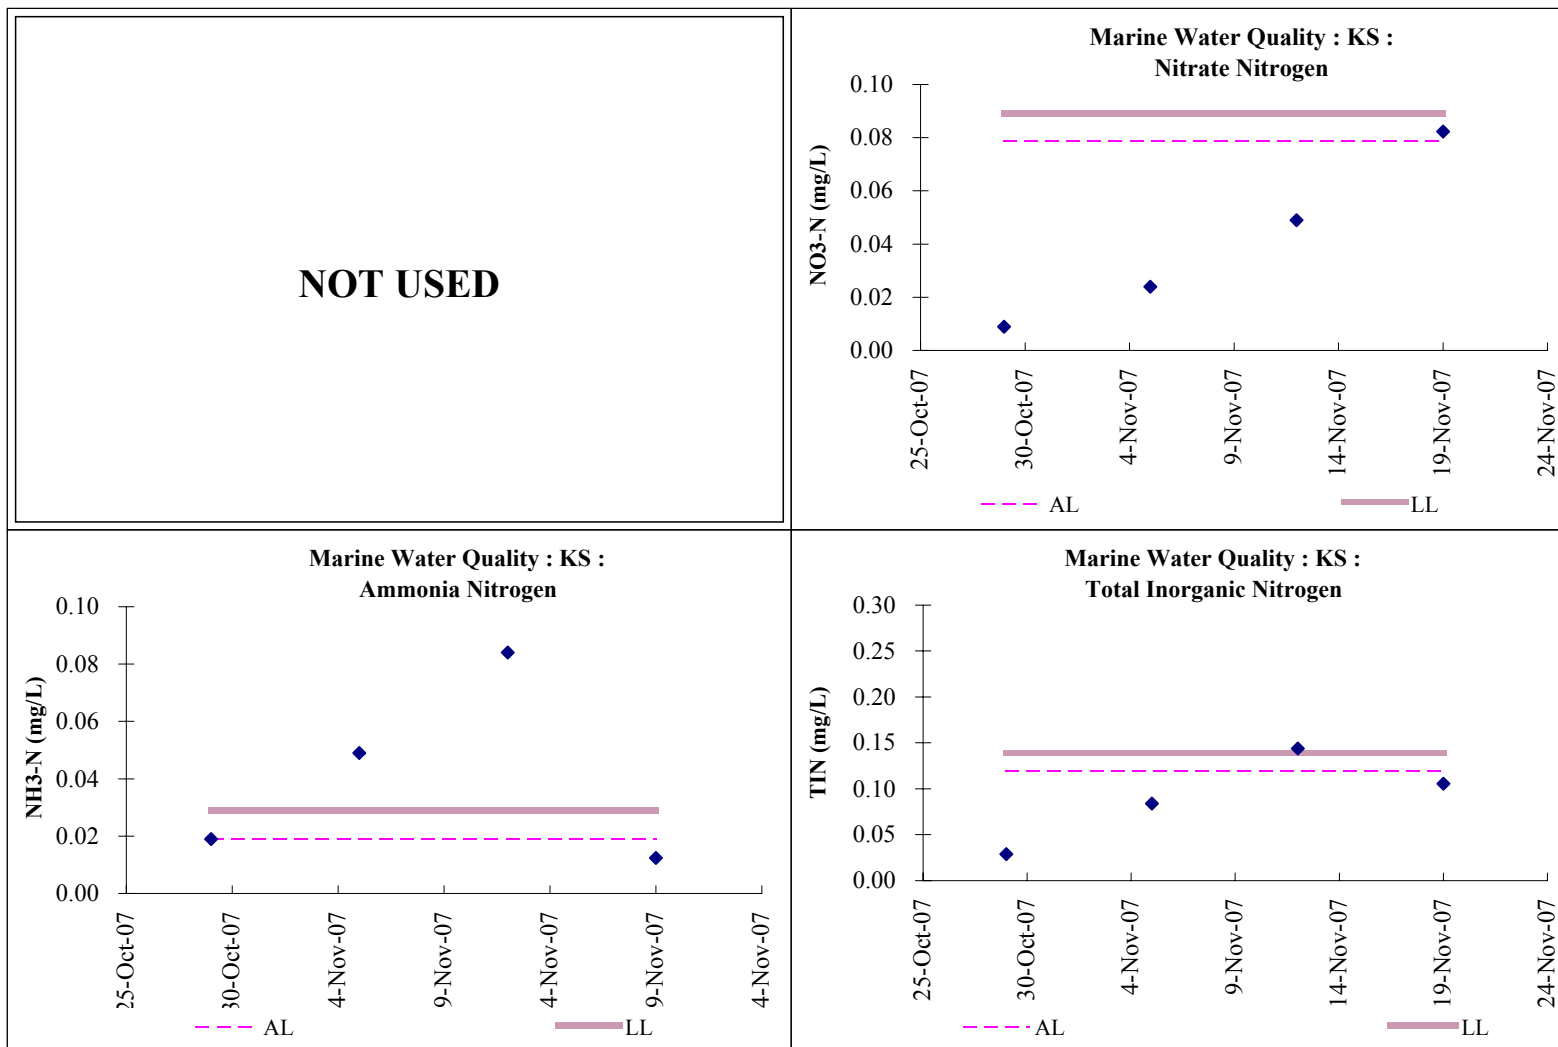 NOT USED
Marine Water Quality : KS :
Nitrate Nitrogen
NO3-N (mg/L)
0.10
0.08
0.06
0.04
0.02
0.00
25-Oct-07
30-Oct-07
4-Nov-07
9-Nov-07
14-Nov-07
19-Nov-07
24-Nov-07
AL
LL
Marine Water Quality : KS :
Ammonia Nitrogen
NH3-N (mg/L)
0.10
0.08
0.06
0.04
0.02
0.00
25-Oct-07
30-Oct-07
4-Nov-07
9-Nov-07
4-Nov-07
9-Nov-07
4-Nov-07
AL
LL
Marine Water Quality : KS :
Total Inorganic Nitrogen
TIN (mg/L)
0.30
0.25
0.20
0.15
0.10
0.05
0.00
25-Oct-07
30-Oct-07
4-Nov-07
9-Nov-07
14-Nov-07
19-Nov-07
24-Nov-07
AL
LL